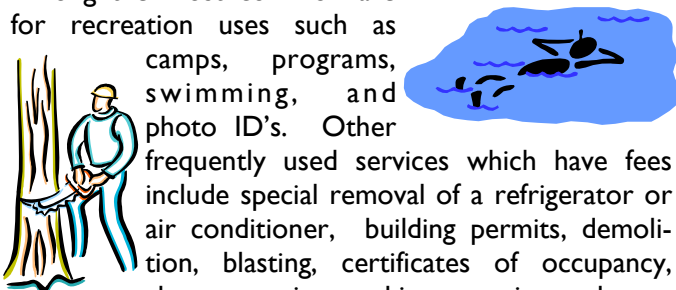 for recreation uses such as
camps, programs,
swimming, and
photo ID's. Other
frequently used services which have fees
include special removal of a refrigerator or
air conditioner, building permits, demoli-
tion, blasting, certificates of occupancy,